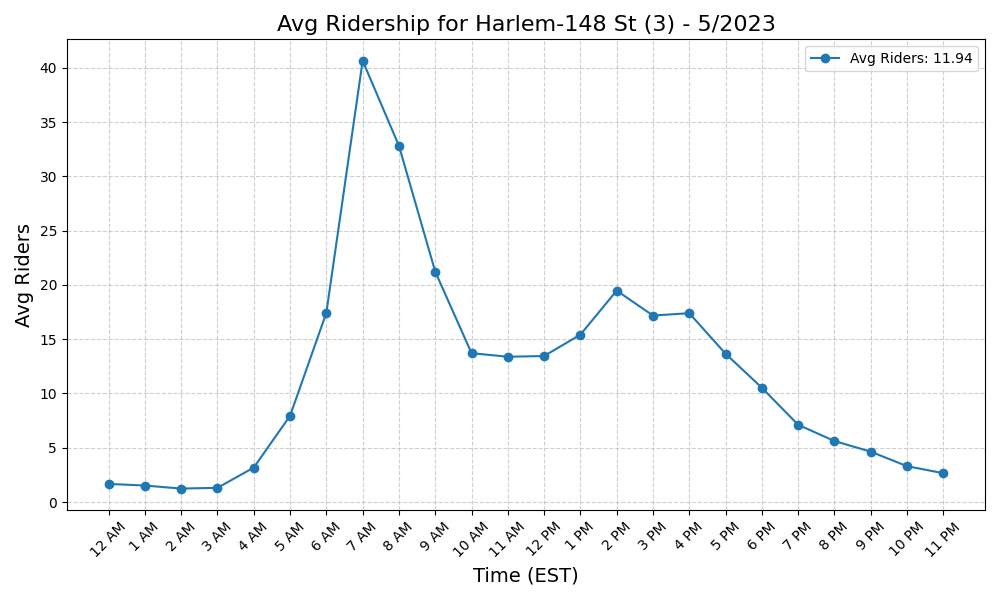 Avg Ridership for Harlem-148 St (3) - 5/2023
Avg Riders: 11.94
Avg Riders
40
35
30
25
20
15
10
5
0
12 AM
1 AM
2 AM
3 AM
4 AM
5 AM
6 AM
7 AM
8 AM
9 AM
10 AM
11 AM
12 PM
1 PM
2 PM
3 PM
4 PM
5 PM
6 PM
7 PM
8 PM
9 PM
10 PM
11 PM
Time (EST)